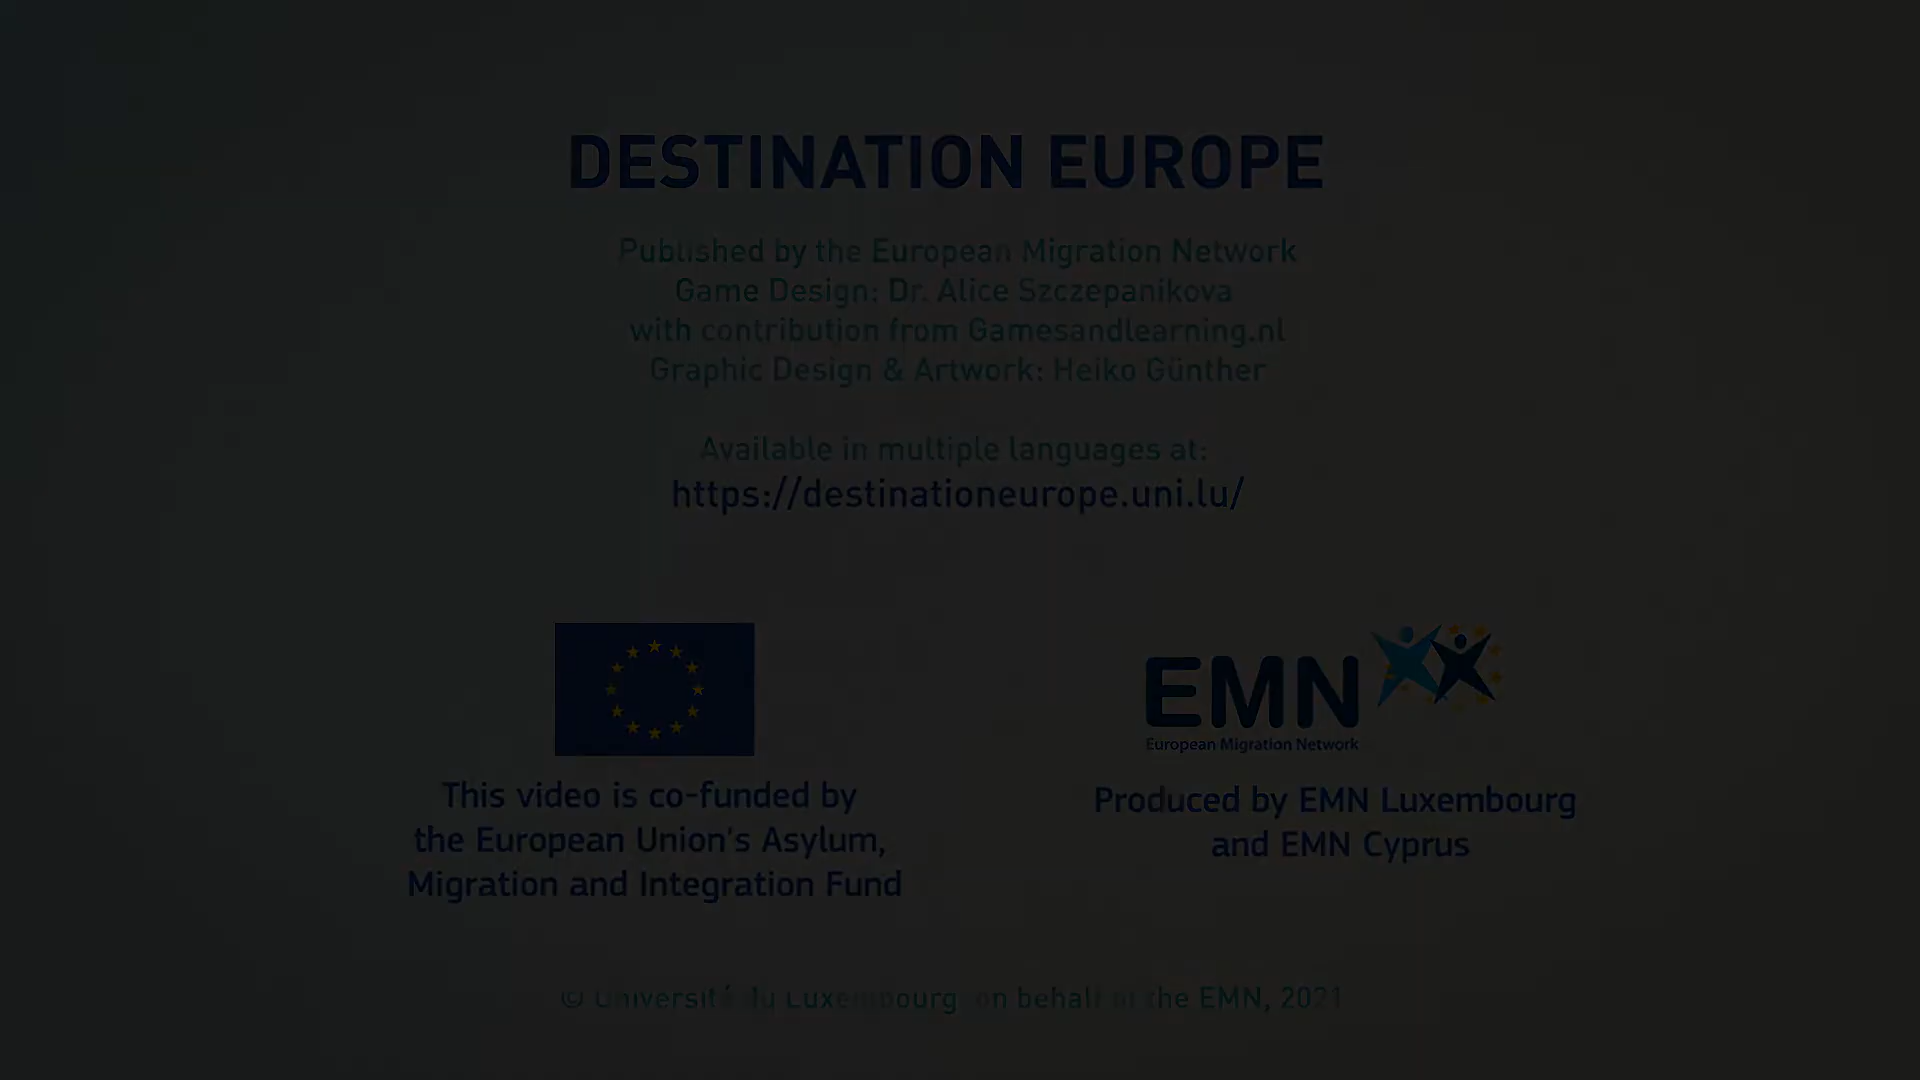 DESTINATION EUROPE
Published by the European Migration Network
Game Design: Dr. Alice Szczepanikova
with contribution from Gamesandlearning.nl
Graphic Design & Artwork: Heiko Günther
Available in multiple languages at:
https://destinationeurope.uni.lu/
EMN
European Migration Network
This video is co-funded by
the European Union's Asylum,
Migration and Integration Fund
Produced by EMN Luxembourg
and EMN Cyprus
© Université du Luxembourg, on behalf of the EMN, 2021